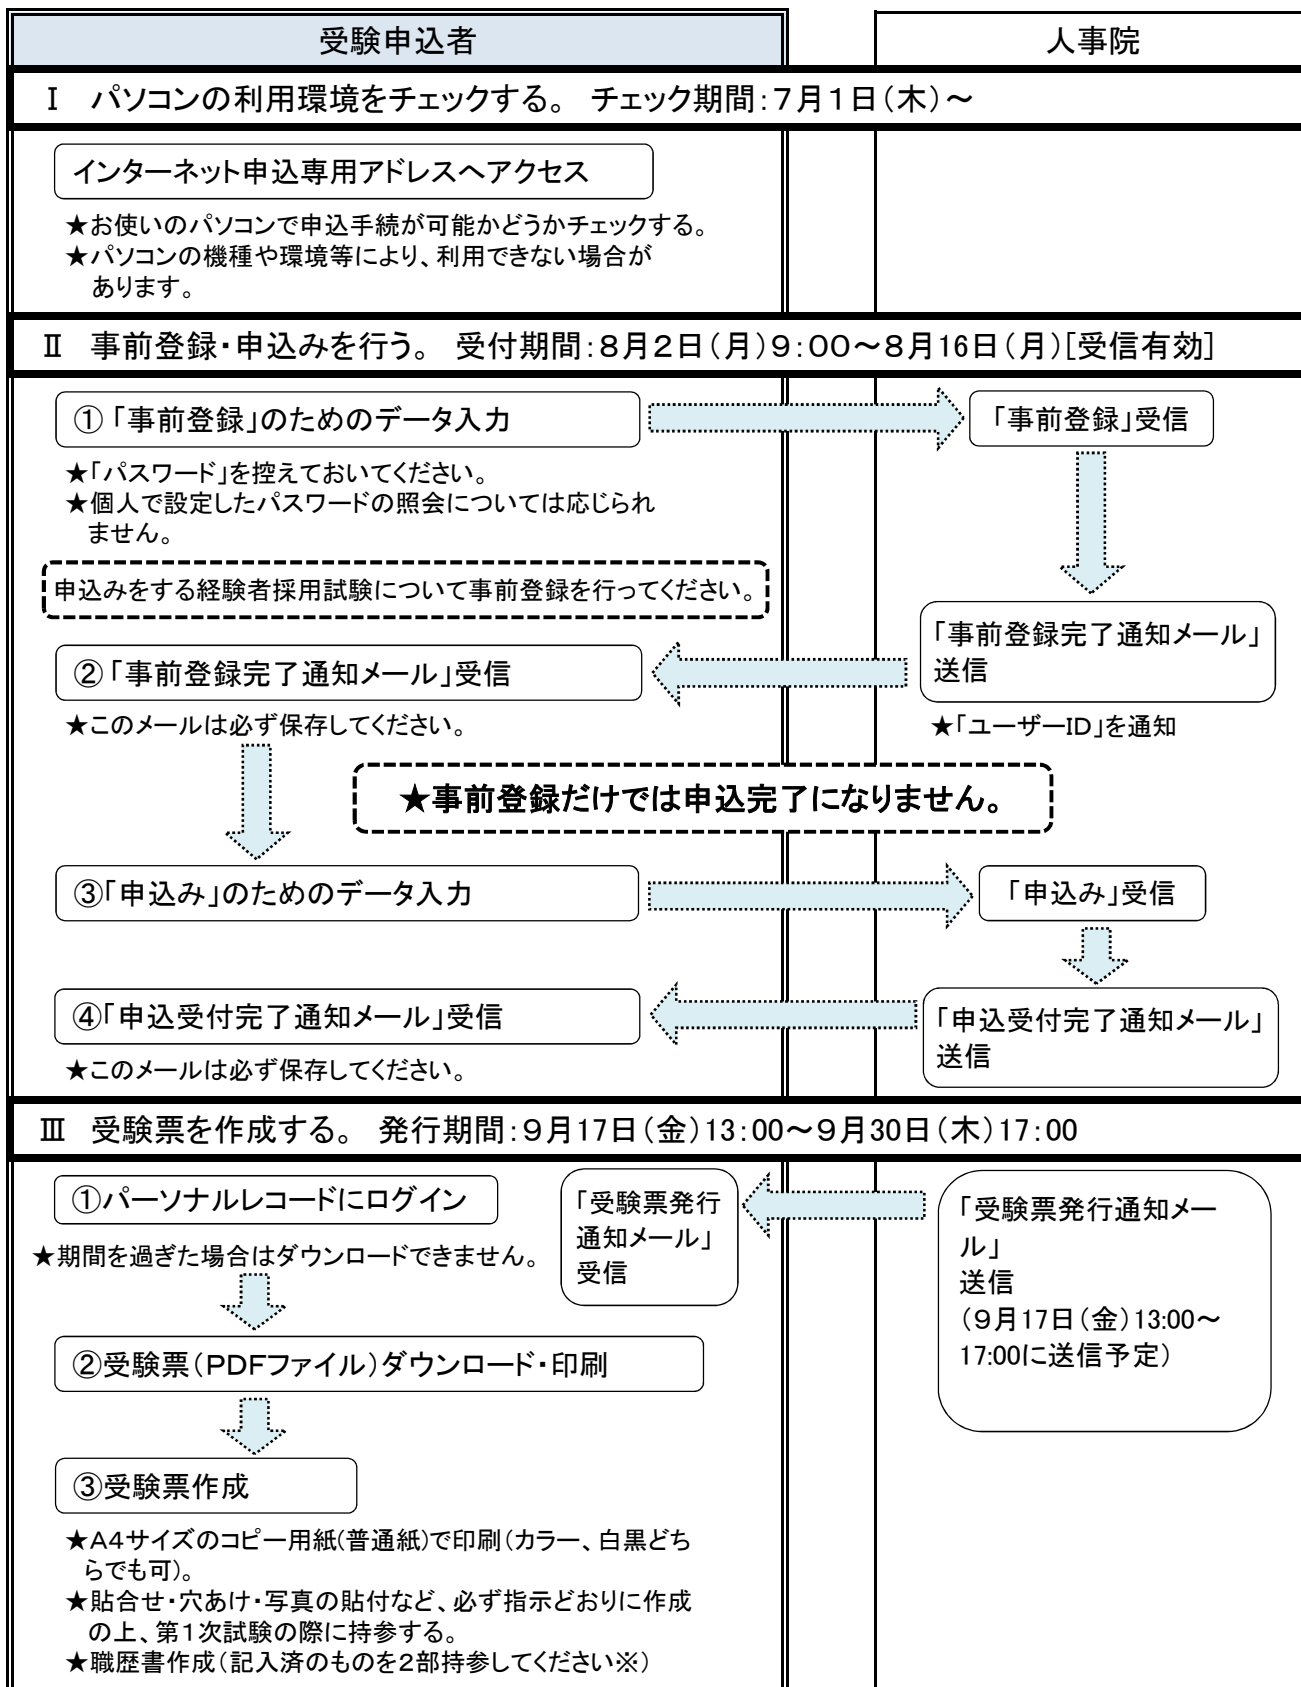 受験申込者
人事院
Ⅰ　パソコンの利用環境をチェックする。　チェック期間：７月１日（木）～
インターネット申込専用アドレスへアクセス
★お使いのパソコンで申込手続が可能かどうかチェックする。
★パソコンの機種や環境等により、利用できない場合が
あります。
Ⅱ　事前登録・申込みを行う。　受付期間：８月２日（月）９：００～８月16日（月）［受信有効］
①「事前登録」のためのデータ入力
「事前登録」受信
★「パスワード」を控えておいてください。
★個人で設定したパスワードの照会については応じられ
ません。
申込みをする経験者採用試験について事前登録を行ってください。
「事前登録完了通知メール」
送信
②「事前登録完了通知メール」受信
★このメールは必ず保存してください。
★「ユーザーID」を通知
★事前登録だけでは申込完了になりません。
③「申込み」のためのデータ入力
「申込み」受信
④「申込受付完了通知メール」受信
「申込受付完了通知メール」
送信
★このメールは必ず保存してください。
Ⅲ　受験票を作成する。　発行期間：９月17日（金）13：00～９月30日（木）17：00
①パーソナルレコードにログイン
★期間を過ぎた場合はダウンロードできません。
「受験票発行
通知メール」
受信
「受験票発行通知メー
ル」
送信
（９月17日（金）13:00～
17:00に送信予定）
②受験票（ＰＤＦファイル）ダウンロード・印刷
③受験票作成
★Ａ４サイズのコピー用紙(普通紙)で印刷（カラー、白黒どち
らでも可）。
★貼合せ・穴あけ・写真の貼付など、必ず指示どおりに作成
の上、第１次試験の際に持参する。
★職歴書作成（記入済のものを２部持参してください※）